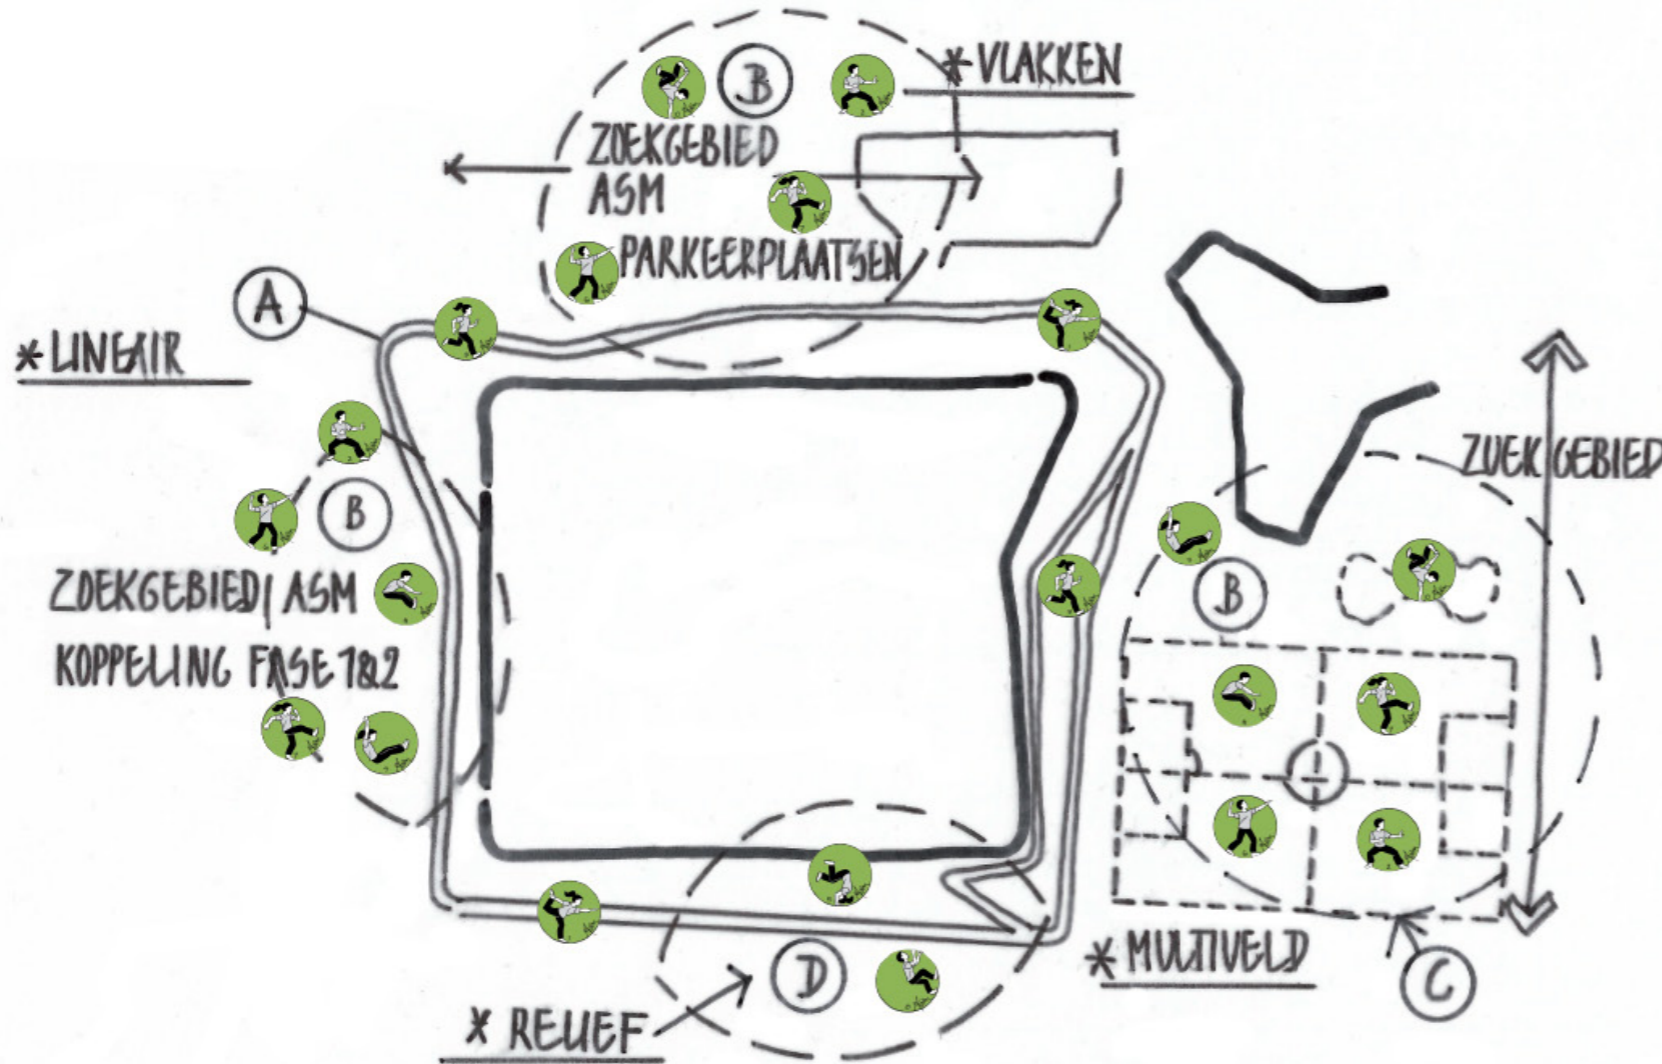 B
* VLAKKEN
ZOEKGEBIED
ASM
PARKEERPLAATSEN
A
* LINEAIR
B
ZOEKGEBIED/ ASM
KOPPELING FASE 1&2
ZOEKGEBIED
B
D
* RELIEF
* MULTIVELD
C